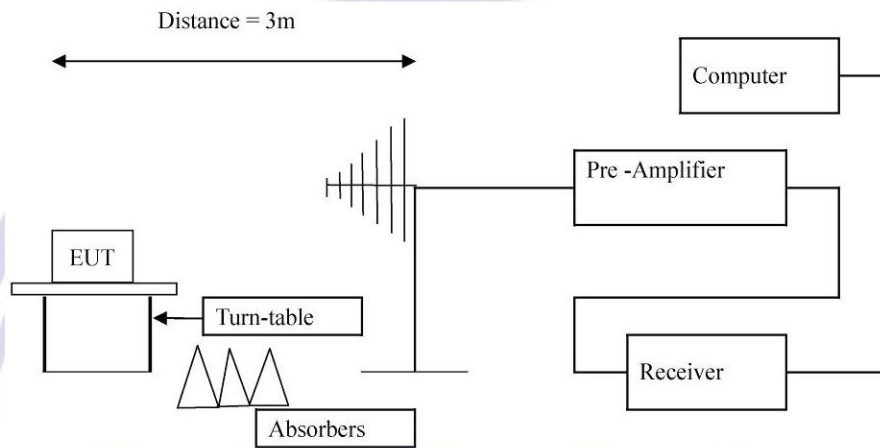 Distance = 3m
Computer
Pre -Amplifier
EUT
Turn-table
Receiver
Absorbers